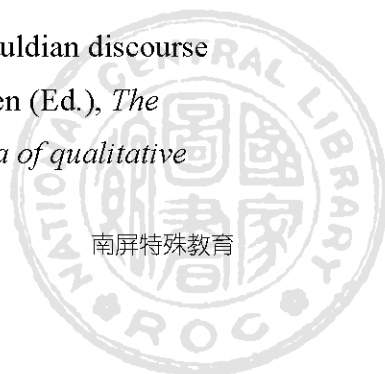 uldian discourse
en (Ed.), The
a of qualitative
南屏特殊教育
NATIONAL CENTRAL LIBRARY
ROC
國家圖書